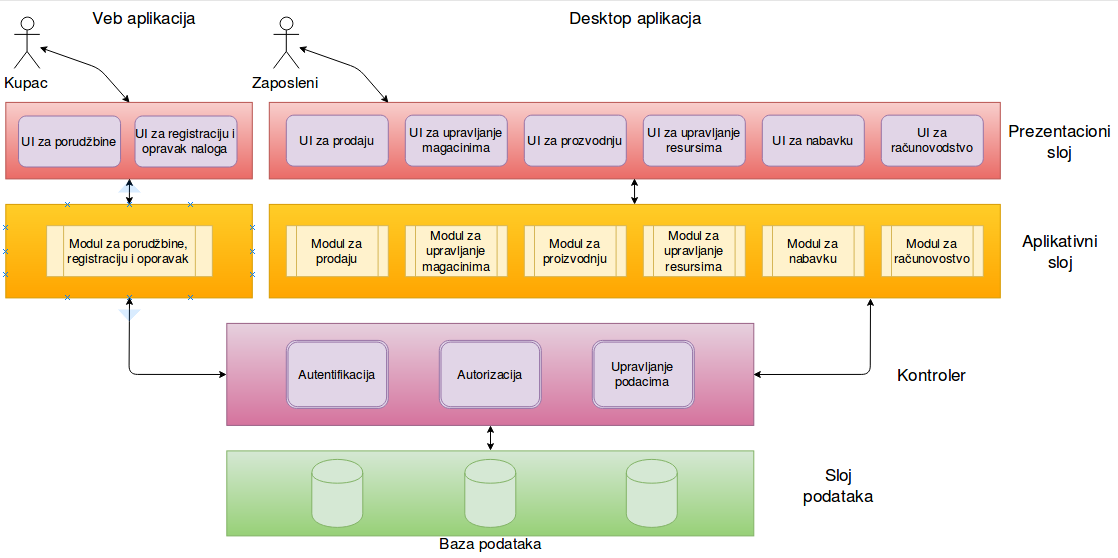 Veb aplikacija
Desktop aplikacja
Kupac
Zaposleni
UI za porudžbine
UI za registraciju i
opravak naloga
UI za prodaju
UI za upravljanje
magacinima
UI za prozvodnju
UI za upravljanje
resursima
UI za nabavku
UI za
računovodstvo
Prezentacioni
sloj
Modul za porudžbine,
registraciju i oporavak
Modul za
prodaju
Modul za
upravljanje
magacinima
Modul za
proizvodnju
Modul za
upravljanje
resursima
Modul za
nabavku
Modul za
računovostvo
Aplikativni
sloj
Autentifikacija
Autorizacija
Upravljanje
podacima
Kontroler
Sloj
podataka
Baza podataka